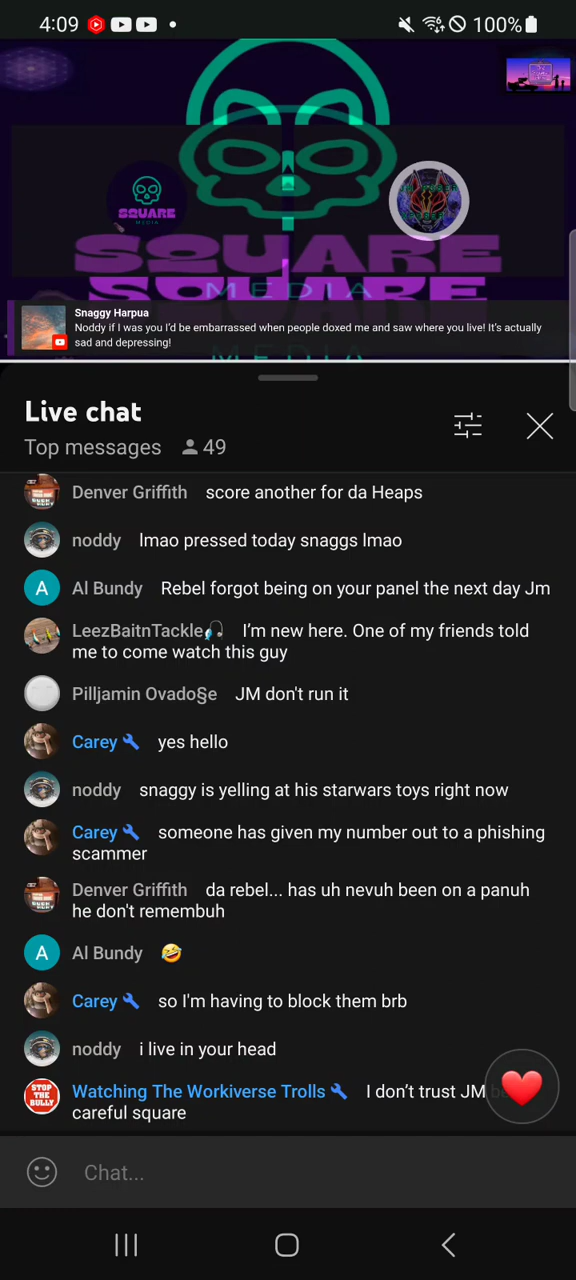 4:09
100%
SQUARE
MEDIA
SQUARE
SQUARE
MEDIA
MEDIA
Snaggy Harpua
Noddy if I was you I'd be embarrassed when people doxed me and saw where you live! It's actually
sad and depressing!
Live chat
Top messages 49
Denver Griffith score another for da Heaps
noddy lmao pressed today snaggs lmao
Al Bundy Rebel forgot being on your panel the next day Jm
LeezBaitnTackle🎣 I'm new here. One of my friends told
me to come watch this guy
Pilljamin Ovado§e JM don't run it
Carey yes hello
noddy snaggy is yelling at his starwars toys right now
Carey someone has given my number out to a phishing
scammer
Denver Griffith da rebel... has uh nevuh been on a panuh
he don't remembuh
A Al Bundy 🤣
Carey so I'm having to block them brb
noddy i live in your head
STOP THE BULLY Watching The Workiverse Trolls I don't trust JM
careful square
Chat...